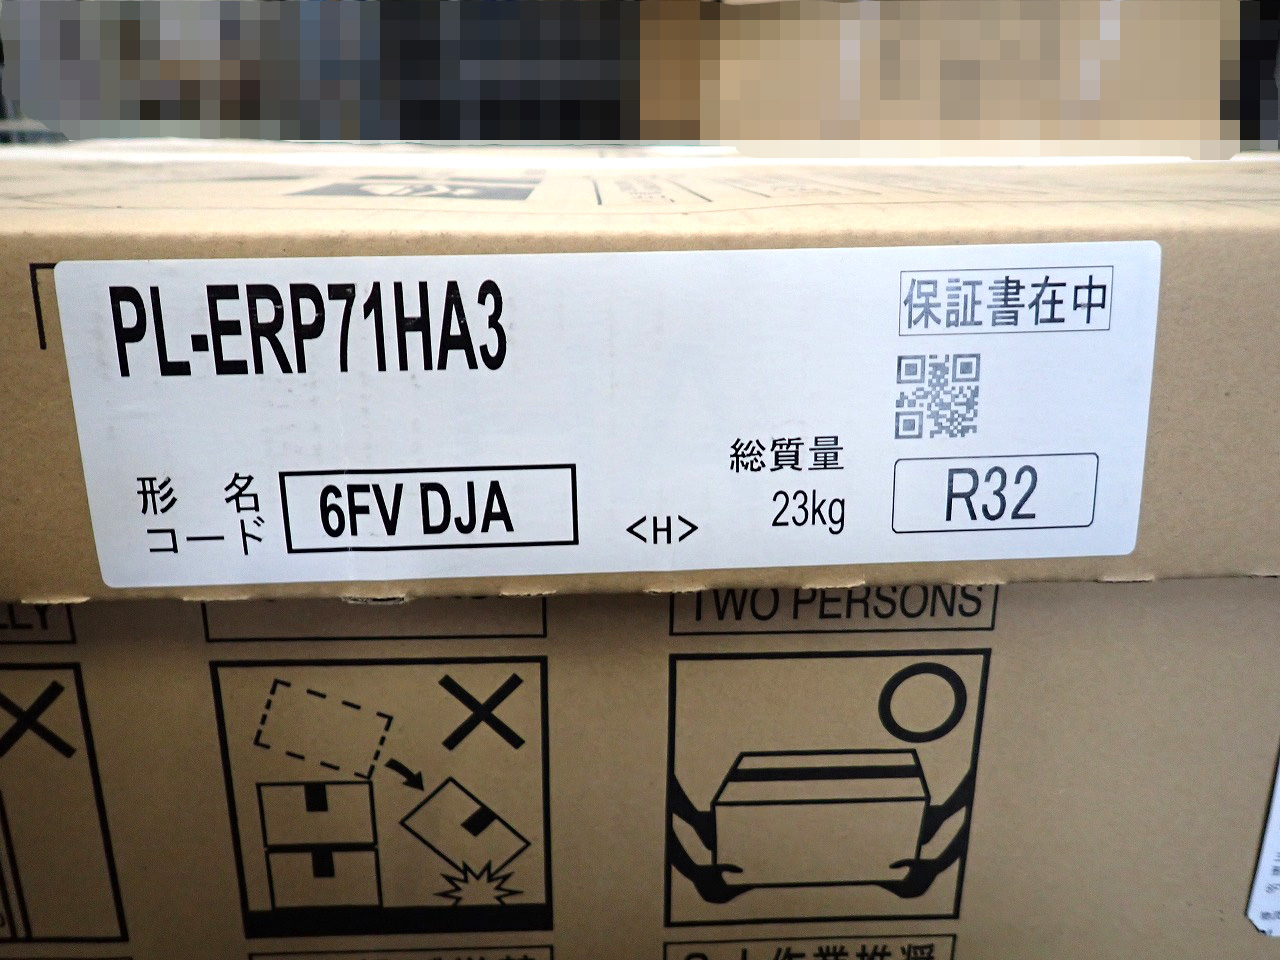 PL-ERP71HA3
保証書在中
形 名
コード
6FV DJA
<H>
総質量
23kg
R32
TWO PERSONS